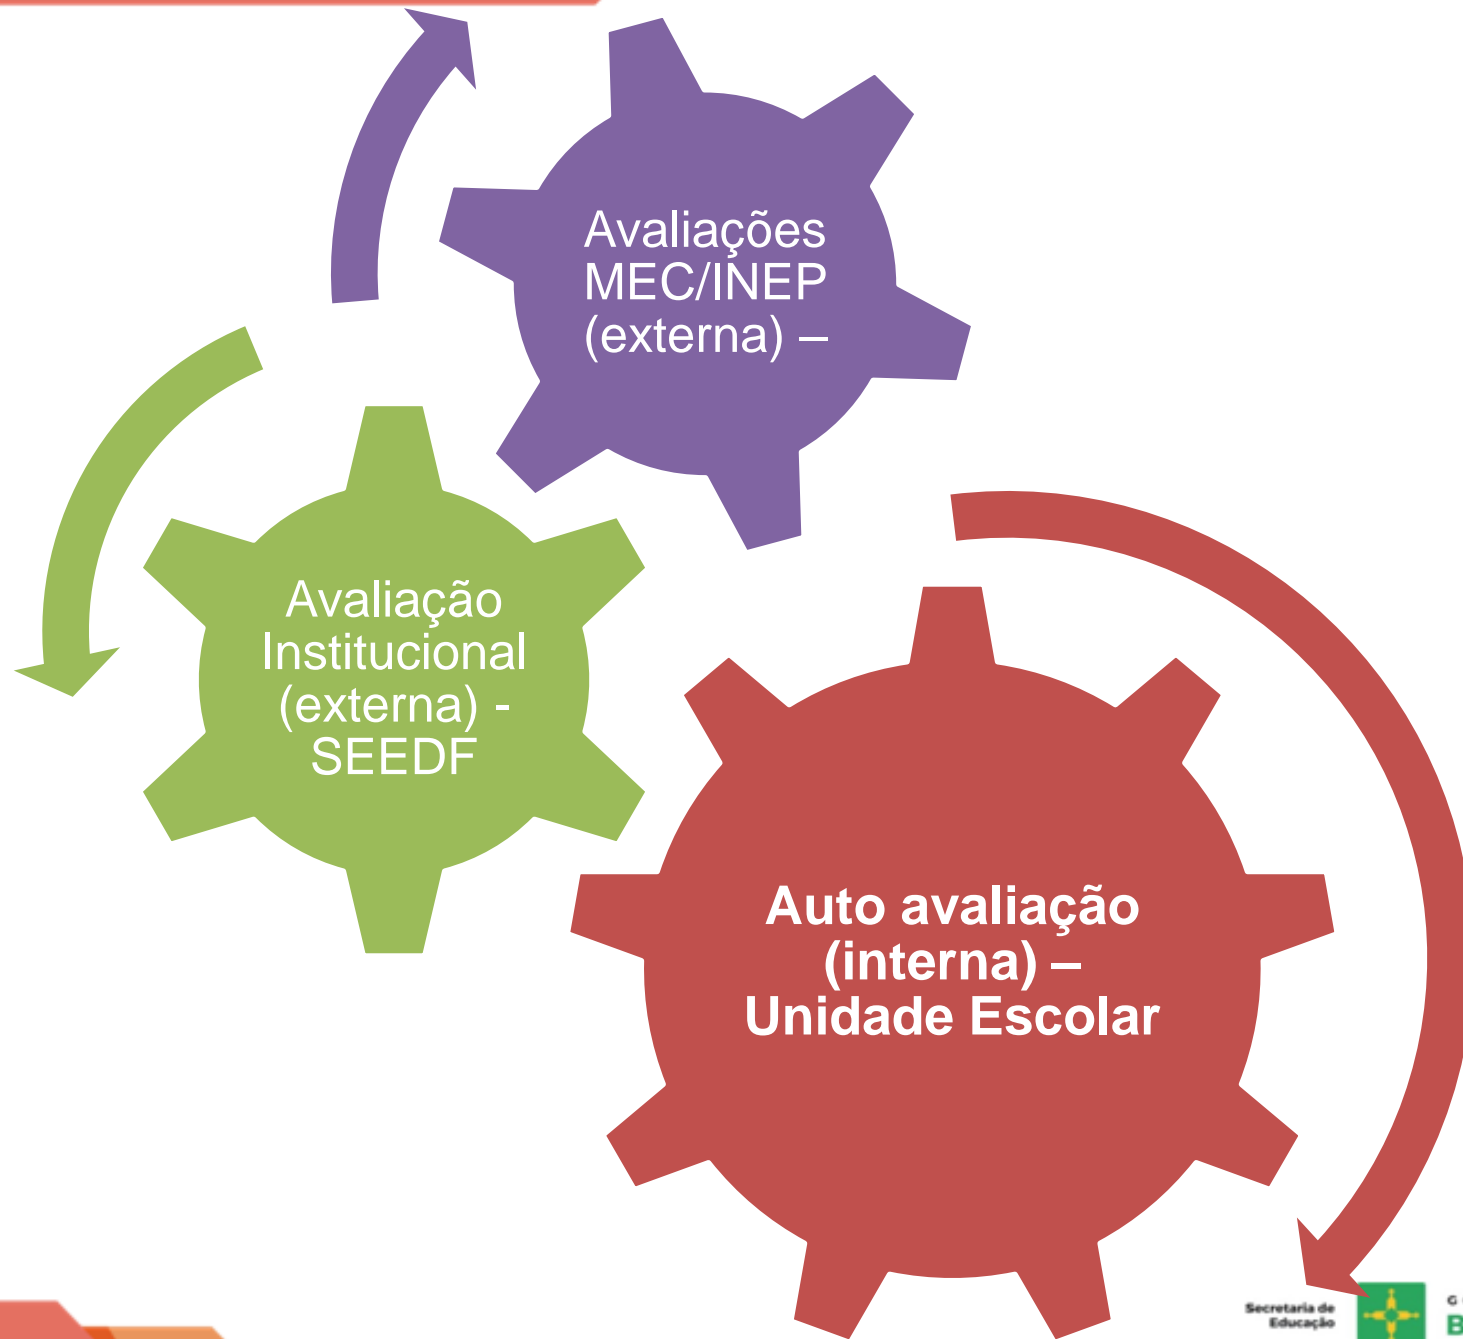 Avaliações
MEC/INEP
(externa) –
Avaliação
Institucional
(externa) -
SEEDF
Auto avaliação
(interna) –
Unidade Escolar
Secretaria de
Educação
G
B